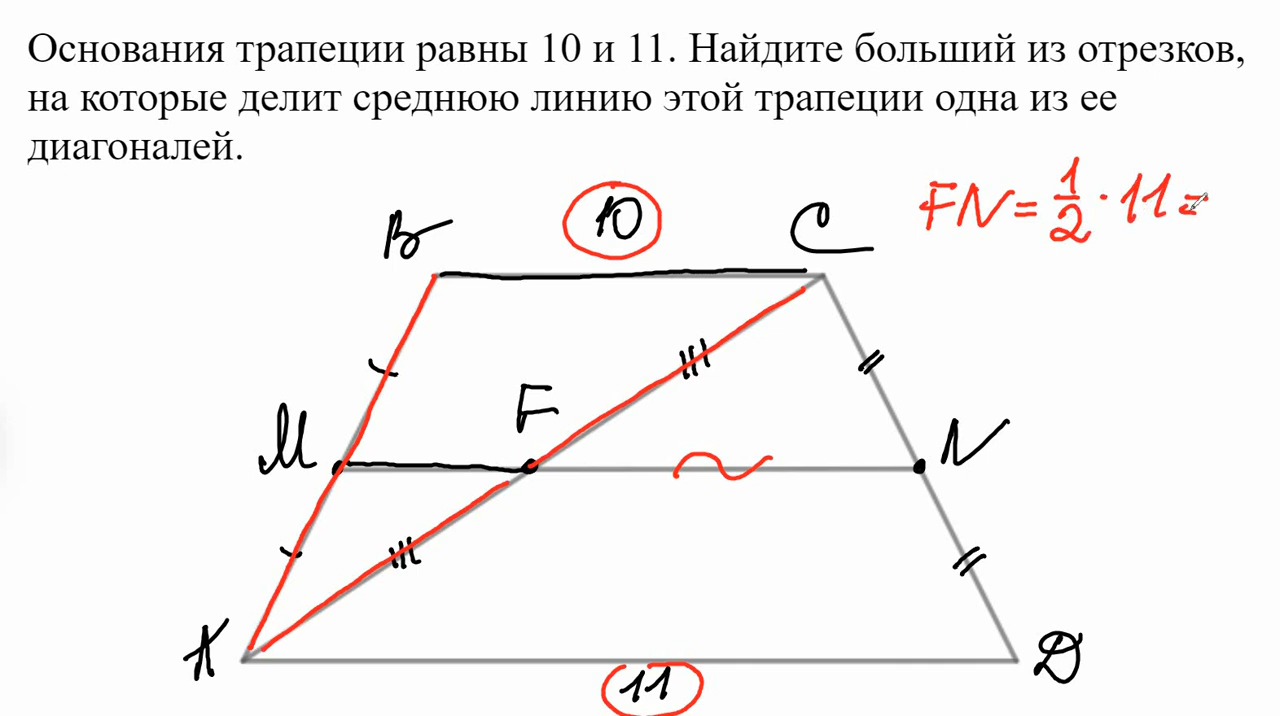 Основания трапеции равны 10 и 11. Найдите больший из отрезков,
на которые делит среднюю линию этой трапеции одна из ее
диагоналей.
FN = 1/2 · 11 =
B 10 C
F
M N
A D
11